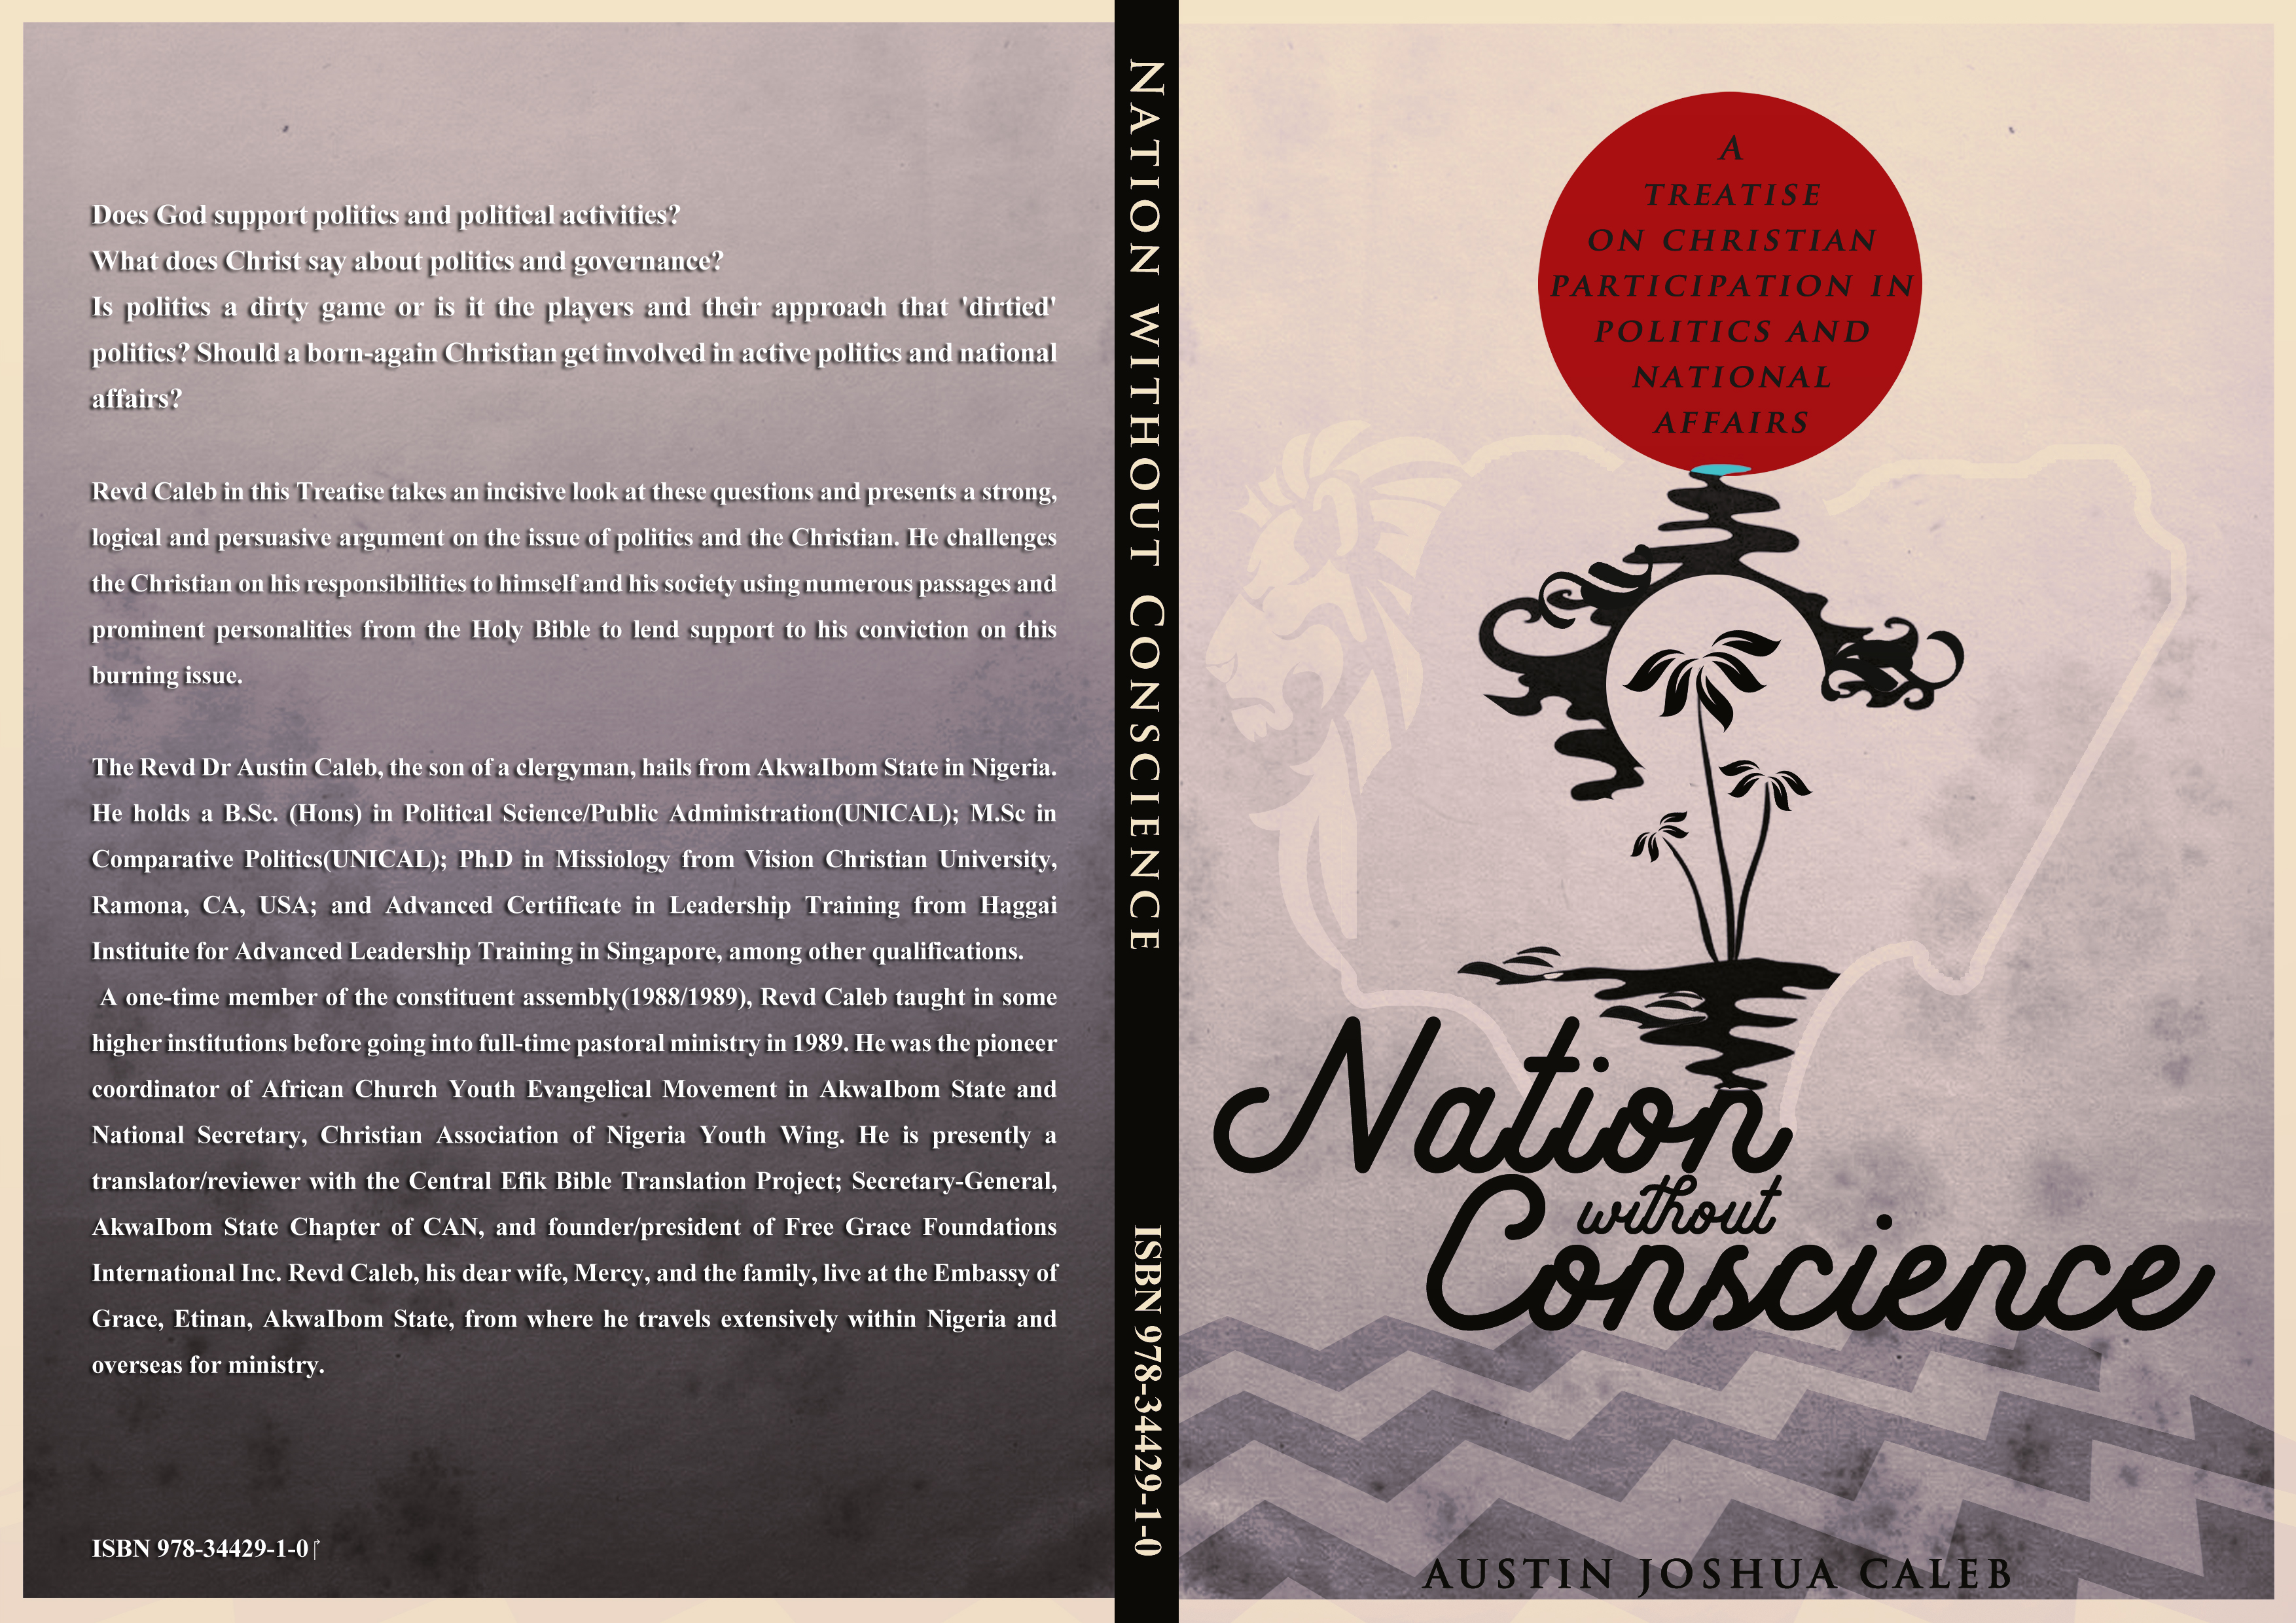 Does God support politics and political activities?
What does Christ say about politics and governance?
Is politics a dirty game or is it the players and their approach that 'dirtied'
politics? Should a born-again Christian get involved in active politics and national
affairs?
Revd Caleb in this Treatise takes an incisive look at these questions and presents a strong,
logical and persuasive argument on the issue of politics and the Christian. He challenges
the Christian on his responsibilities to himself and his society using numerous passages and
prominent personalities from the Holy Bible to lend support to his conviction on this
burning issue.
The Revd Dr Austin Caleb, the son of a clergyman, hails from AkwaIbom State in Nigeria.
He holds a B.Sc. (Hons) in Political Science/Public Administration(UNICAL); M.Sc in
Comparative Politics(UNICAL); Ph.D in Missiology from Vision Christian University,
Ramona, CA, USA; and Advanced Certificate in Leadership Training from Haggai
Instituite for Advanced Leadership Training in Singapore, among other qualifications.
A one-time member of the constituent assembly(1988/1989), Revd Caleb taught in some
higher institutions before going into full-time pastoral ministry in 1989. He was the pioneer
coordinator of African Church Youth Evangelical Movement in AkwaIbom State and
National Secretary, Christian Association of Nigeria Youth Wing. He is presently a
translator/reviewer with the Central Efik Bible Translation Project; Secretary-General,
AkwaIbom State Chapter of CAN, and founder/president of Free Grace Foundations
International Inc. Revd Caleb, his dear wife, Mercy, and the family, live at the Embassy of
Grace, Etinan, AkwaIbom State, from where he travels extensively within Nigeria and
overseas for ministry.
ISBN 978-34429-1-0
NATION WITHOUT CONSCIENCE
ISBN 978-34429-1-0
A
TREATISE
ON CHRISTIAN
PARTICIPATION IN
POLITICS AND
NATIONAL
AFFAIRS
Nation
without
Conscience
AUSTIN JOSHUA CALEB